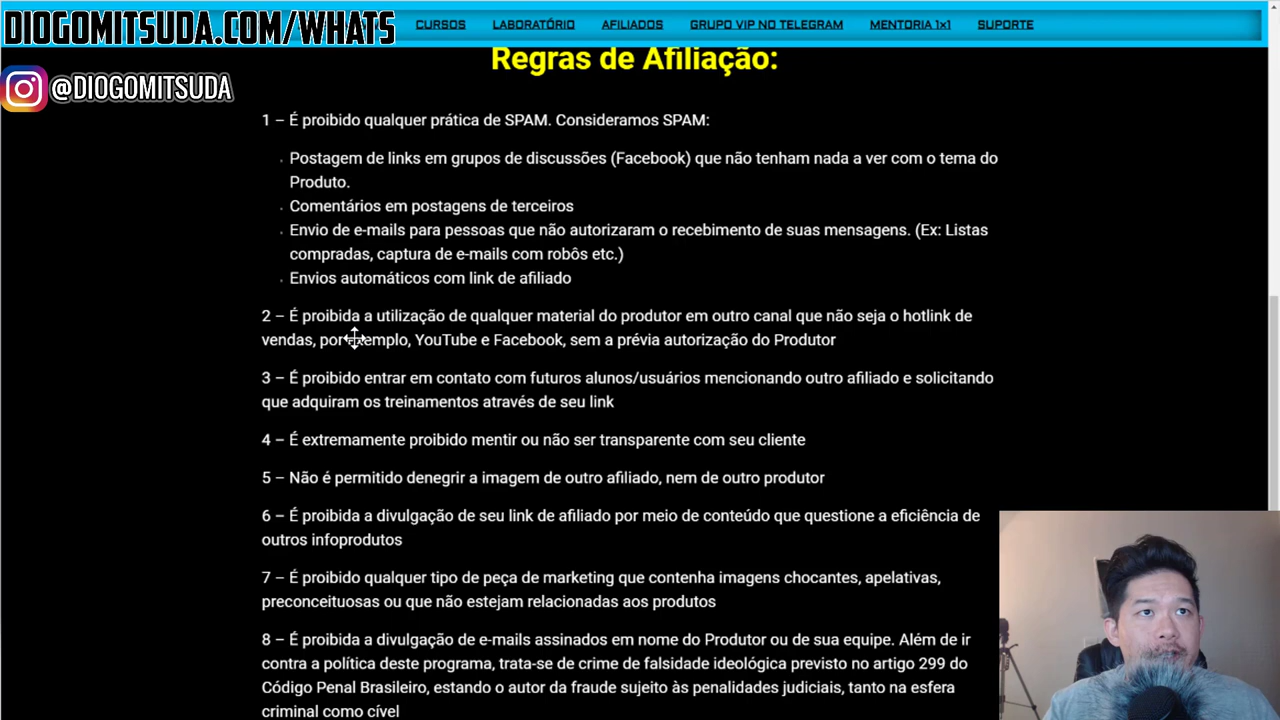 DIOGOMITSUDA.COM/WHATS
CURSOS LABORATÓRIO AFILIADOS GRUPO VIP NO TELEGRAM MENTORIA 1×1 SUPORTE
@DIOGOMITSUDA
Regras de Afiliação:
1 – É proibido qualquer prática de SPAM. Consideramos SPAM:
Postagem de links em grupos de discussões (Facebook) que não tenham nada a ver com o tema do
Produto.
Comentários em postagens de terceiros
Envio de e-mails para pessoas que não autorizaram o recebimento de suas mensagens. (Ex: Listas
compradas, captura de e-mails com robôs etc.)
Envios automáticos com link de afiliado
2 – É proibida a utilização de qualquer material do produtor em outro canal que não seja o hotlink de
vendas, por exemplo, YouTube e Facebook, sem a prévia autorização do Produtor
3 – É proibido entrar em contato com futuros alunos/usuários mencionando outro afiliado e solicitando
que adquiram os treinamentos através de seu link
4 – É extremamente proibido mentir ou não ser transparente com seu cliente
5 – Não é permitido denegrir a imagem de outro afiliado, nem de outro produtor
6 – É proibida a divulgação de seu link de afiliado por meio de conteúdo que questione a eficiência de
outros infoprodutos
7 – É proibido qualquer tipo de peça de marketing que contenha imagens chocantes, apelativas,
preconceituosas ou que não estejam relacionadas aos produtos
8 – É proibida a divulgação de e-mails assinados em nome do Produtor ou de sua equipe. Além de ir
contra a política deste programa, trata-se de crime de falsidade ideológica previsto no artigo 299 do
Código Penal Brasileiro, estando o autor da fraude sujeito às penalidades judiciais, tanto na esfera
criminal como cível